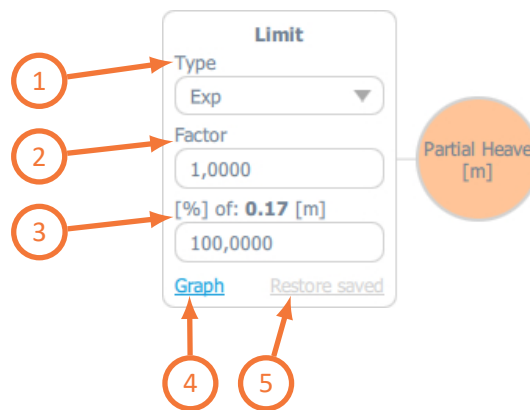 Limit
1
Type
Exp
2
Factor
1,0000
Partial Heave
[m]
3
[%] of: 0.17 [m]
100,0000
Graph
Restore saved
4
5